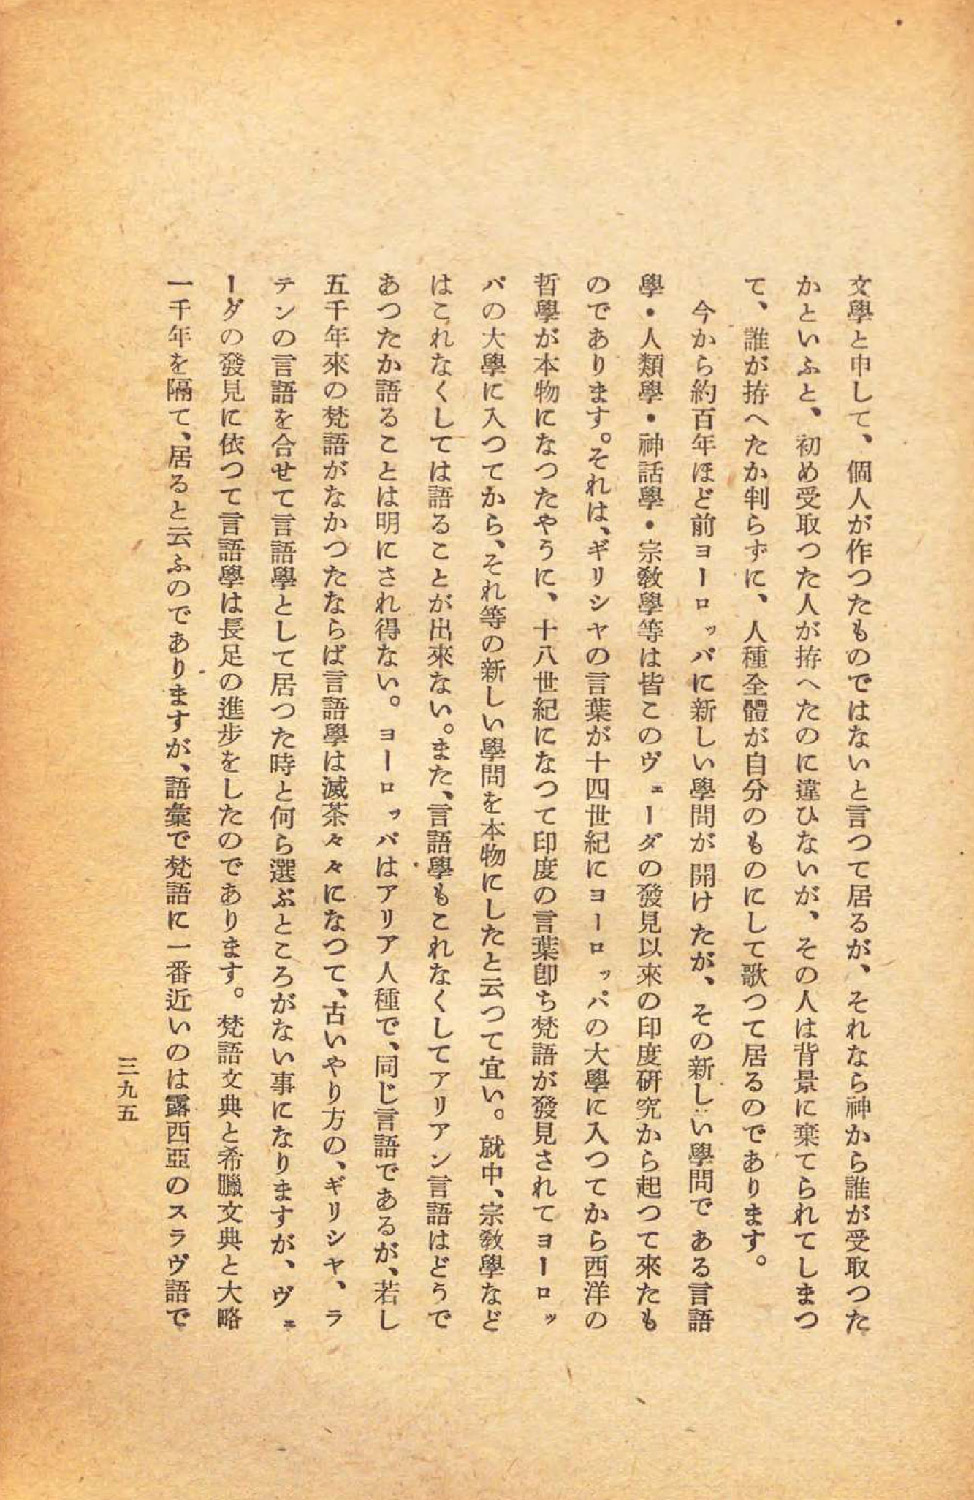 文學と申して、個人が作つたものではないと言つて居るが、それなら神から誰が受取つた
かといふと、初め受取つた人が拵へたのに違ひないが、その人は背景に棄てられてしまつ
て、誰が拵へたか判らずに、人種全體が自分のものにして歌つて居るのであります。
今から約百年ほど前ヨーロッパに新しい學問が開けたが、その新しい學問である言語
學・人類學・神話學・宗敎學等は皆このヴェーダの發見以來の印度硏究から起つて來たも
のであります。それは、ギリシヤの言葉が十四世紀にヨーロッパの大學に入つてから西洋の
哲學が本物になつたやうに、十八世紀になつて印度の言葉卽ち梵語が發見されてヨーロッ
パの大學に入つてから、それ等の新しい學問を本物にしたと云つて宜い。就中、宗敎學など
はこれなくしては語ることが出來ない。また、言語學もこれなくしてアリアン言語はどうで
あつたか語ることは明にされ得ない。ヨーロッパはアリア人種で、同じ言語であるが、若し
五千年來の梵語がなかつたならば言語學は滅茶々々になつて、古いやり方の、ギリシヤ、ラ
テンの言語を合せて言語學として居つた時と何ら選ぶところがない事になりますが、ヴェ
ーダの發見に依つて言語學は長足の進步をしたのであります。梵語文典と希臘文典と大略
一千年を隔て、居ると云ふのでありますが、語彙で梵語に一番近いのは露西亞のスラヴ語で
三九五